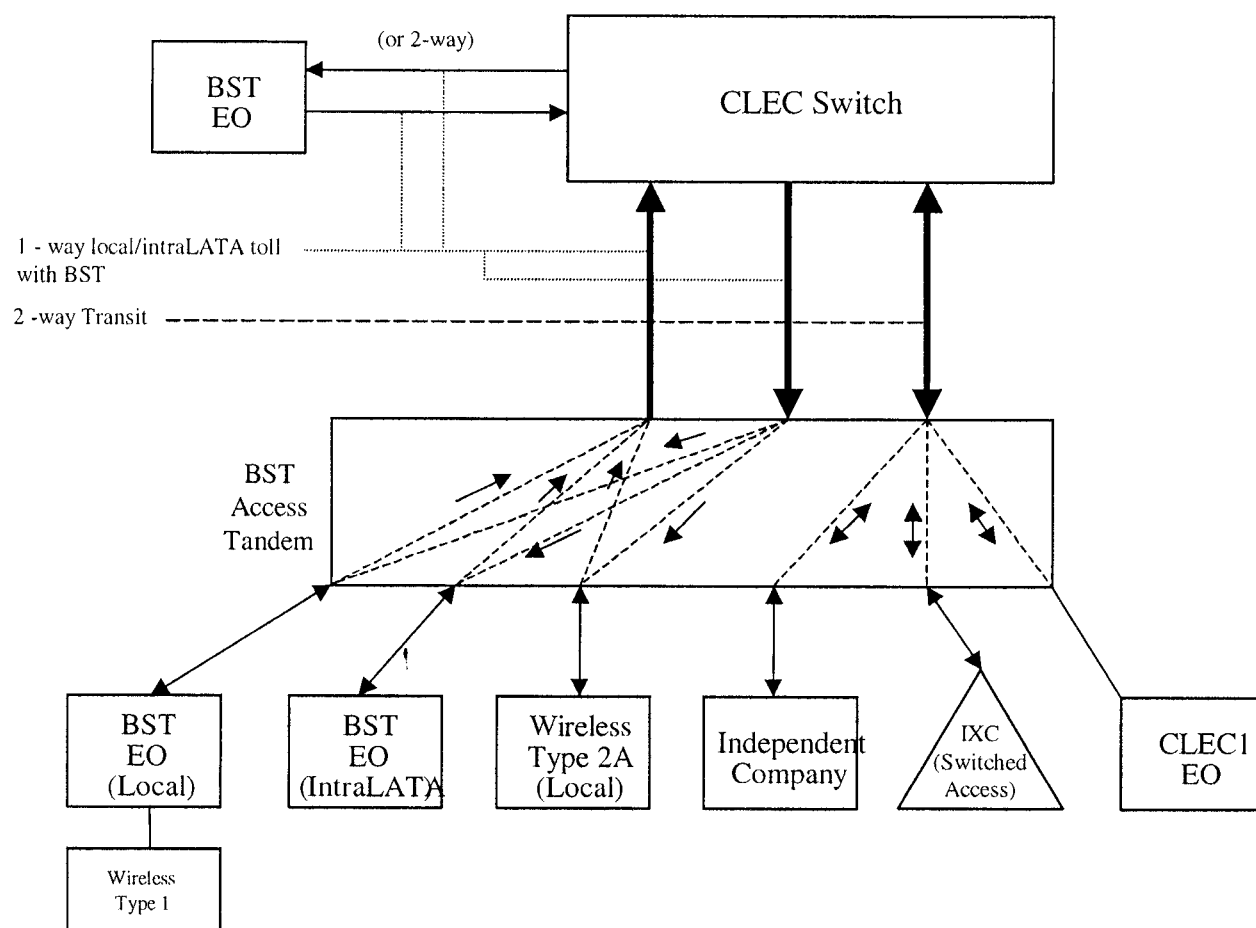 (or 2-way)
BST
EO
CLEC Switch
1 - way local/intraLATA toll
with BST
2 -way Transit
BST
Access
Tandem
BST
EO
(Local)
BST
EO
(IntraLATA)
Wireless
Type 2A
(Local)
Independent
Company
IXC
(Switched
Access)
CLEC1
EO
Wireless
Type 1